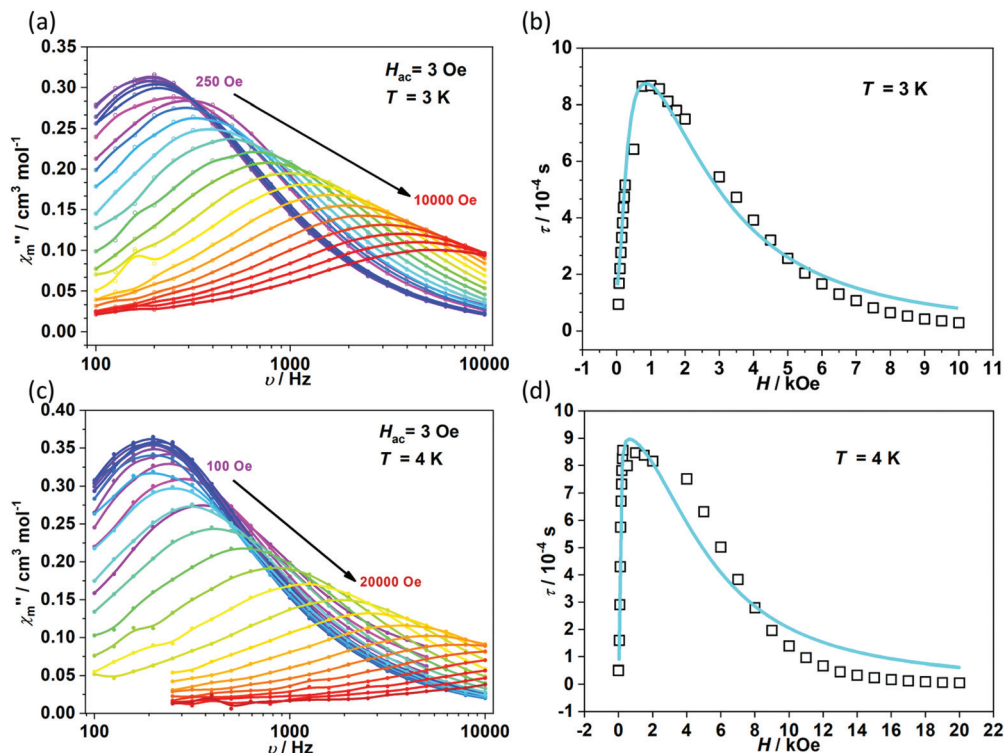 (a)
χm'' / cm³ mol⁻¹
0.35
0.30
0.25
0.20
0.15
0.10
0.05
0.00
250 Oe
Hac= 3 Oe
T = 3 K
10000 Oe
100 1000 10000
υ / Hz
(b)
τ / 10⁻⁴ s
10
8
6
4
2
0
T = 3 K
-1 0 1 2 3 4 5 6 7 8 9 10 11
H / kOe
(c)
χm'' / cm³ mol⁻¹
0.40
0.35
0.30
0.25
0.20
0.15
0.10
0.05
0.00
Hac= 3 Oe
T = 4 K
100 Oe
20000 Oe
100 1000 10000
υ / Hz
(d)
τ / 10⁻⁴ s
10
9
8
7
6
5
4
3
2
1
0
-1
T = 4 K
-2 0 2 4 6 8 10 12 14 16 18 20 22
H / kOe